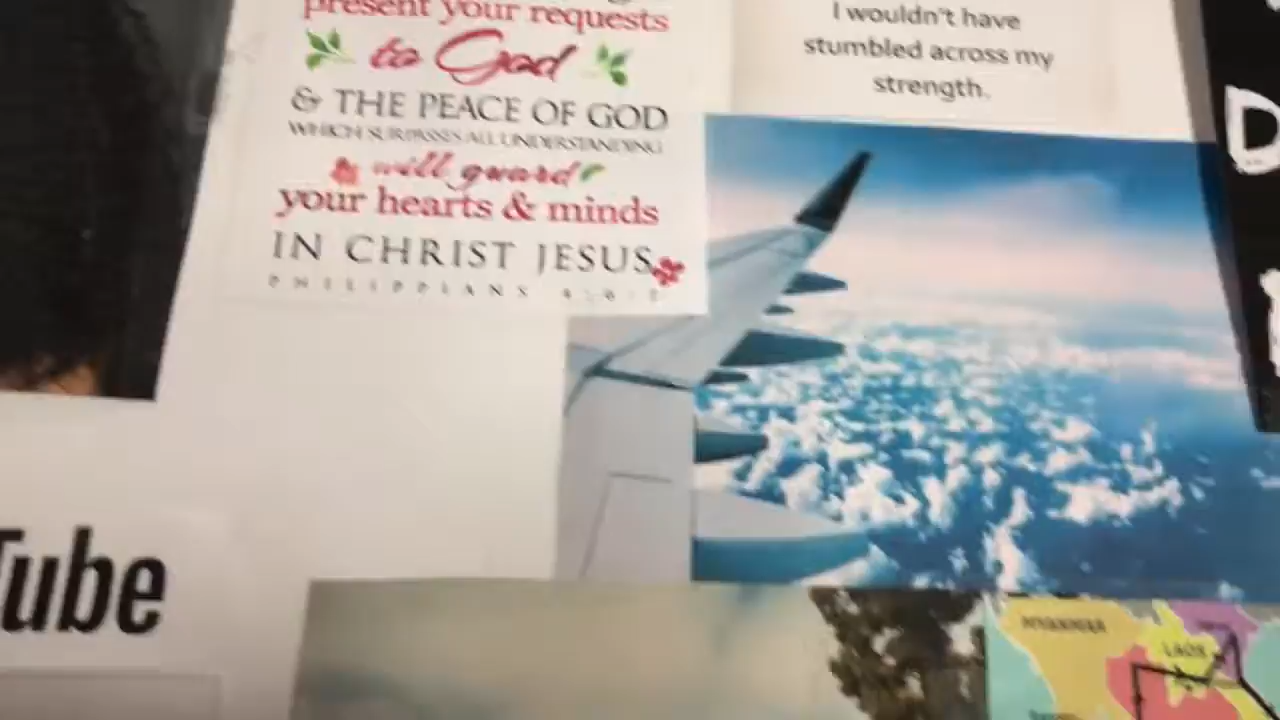 present your requests
to God
& THE PEACE OF GOD
WHICH SURPASSES ALL UNDERSTANDING
will guard
your hearts & minds
IN CHRIST JESUS
PHILIPPIANS
I wouldn't have
stumbled across my
strength.
D
Tube
MYANMAR
LAOS